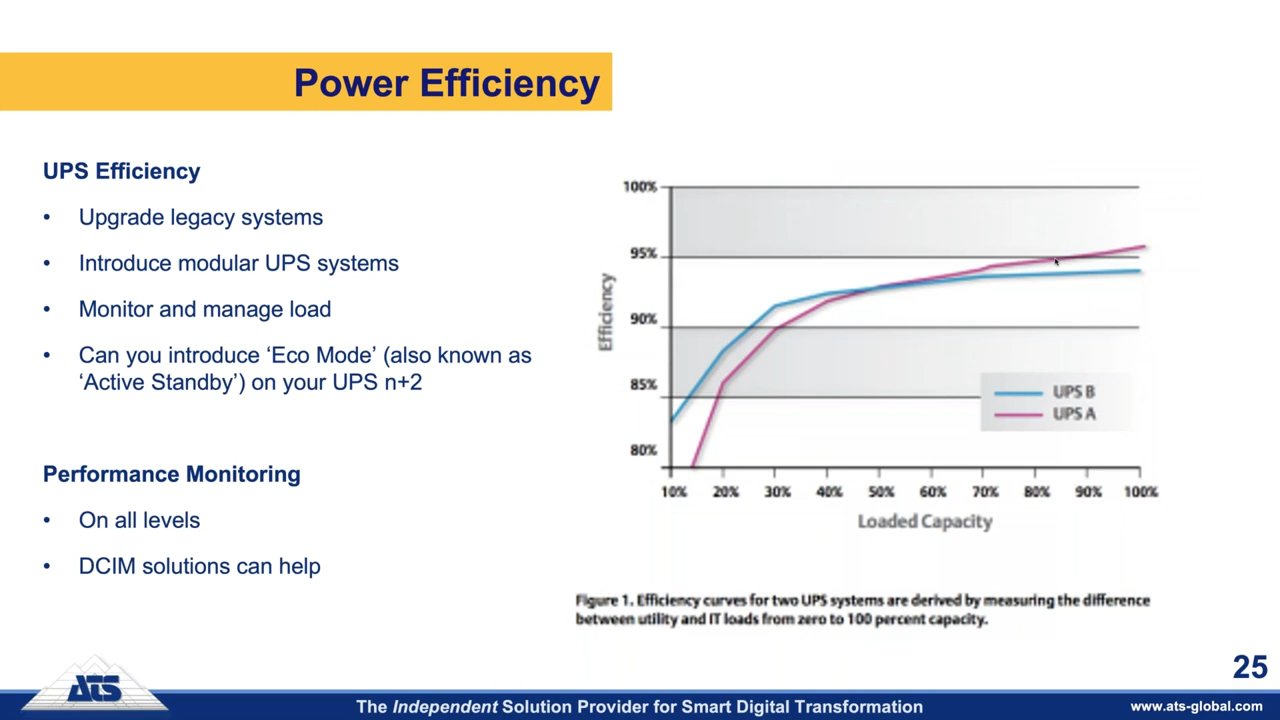 Power Efficiency
UPS Efficiency
• Upgrade legacy systems
• Introduce modular UPS systems
• Monitor and manage load
• Can you introduce ‘Eco Mode’ (also known as
‘Active Standby’) on your UPS n+2
Performance Monitoring
• On all levels
• DCIM solutions can help
100%
95%
90%
85%
80%
Efficiency
UPS B
UPS A
10% 20% 30% 40% 50% 60% 70% 80% 90% 100%
Loaded Capacity
Figure 1. Efficiency curves for two UPS systems are derived by measuring the difference
between utility and IT loads from zero to 100 percent capacity.
25
ATS
The Independent Solution Provider for Smart Digital Transformation
www.ats-global.com